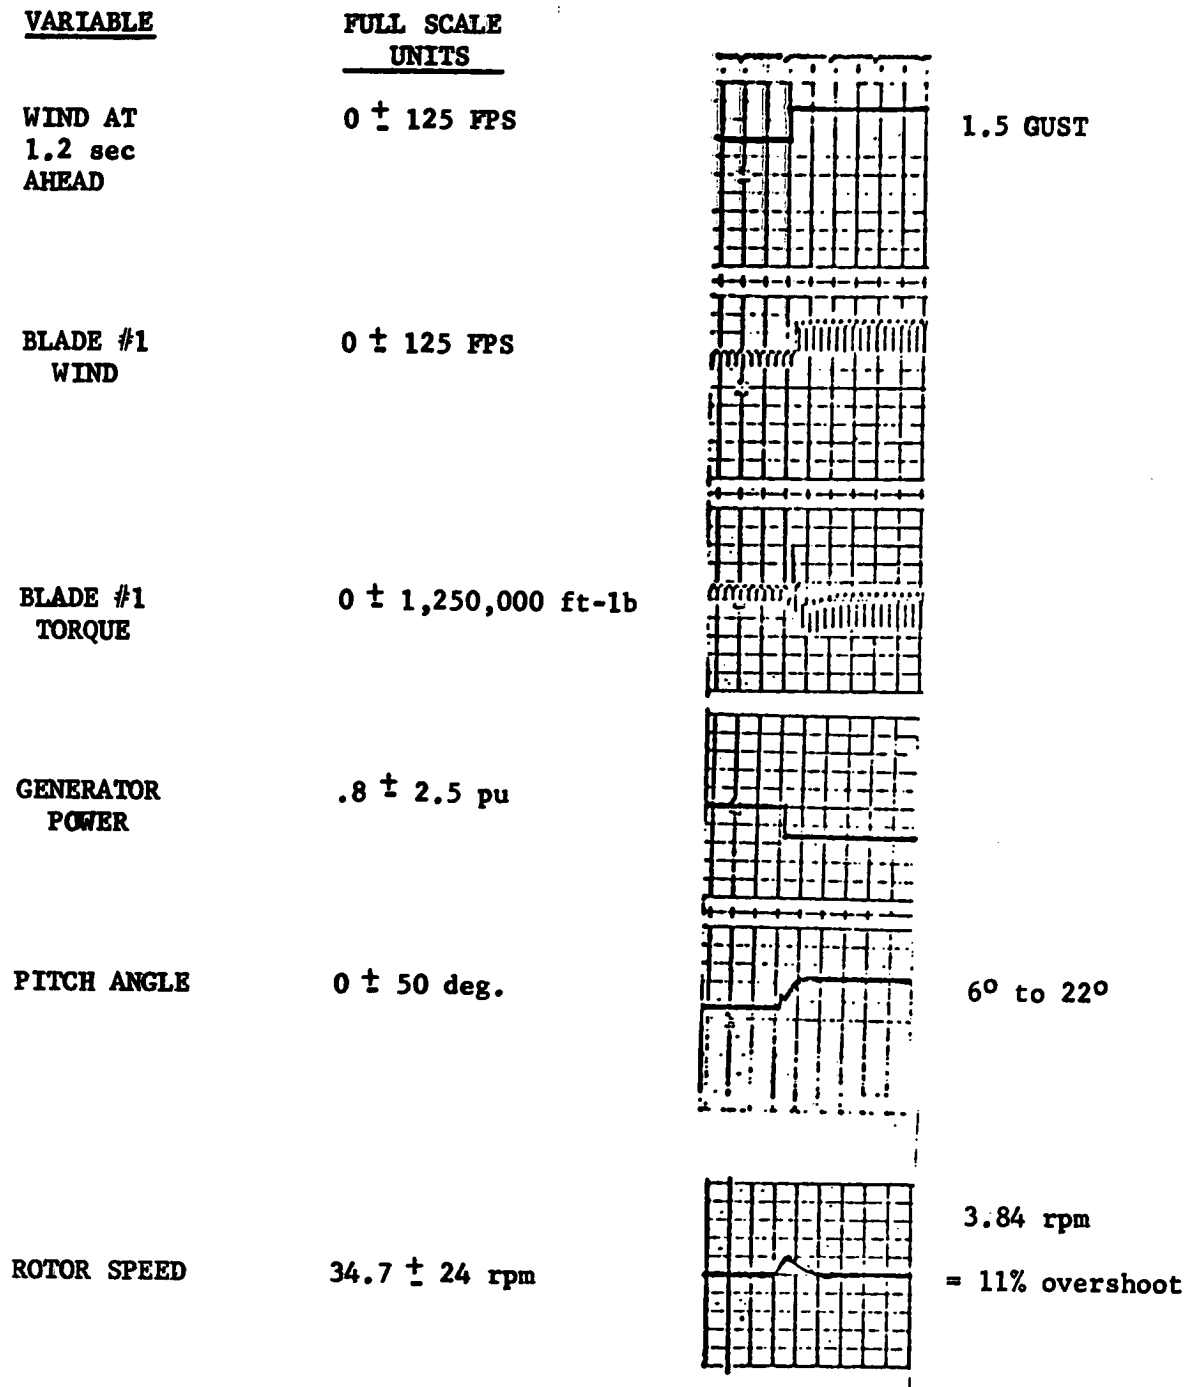 VARIABLE
FULL SCALE
UNITS
WIND AT
1.2 sec
AHEAD
0 ± 125 FPS
1.5 GUST
BLADE #1
WIND
0 ± 125 FPS
BLADE #1
TORQUE
0 ± 1,250,000 ft-lb
GENERATOR
POWER
.8 ± 2.5 pu
PITCH ANGLE
0 ± 50 deg.
6º to 22º
ROTOR SPEED
34.7 ± 24 rpm
3.84 rpm
= 11% overshoot